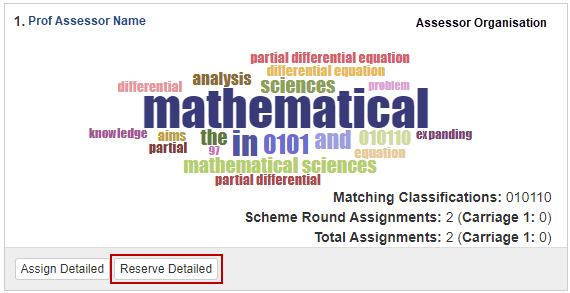 1. Prof Assessor Name
Assessor Organisation
partial differential equation
differential equation
analysis sciences problem
differential
mathematical
knowledge aims the in 0101 and 010110 expanding
partial 97 equation
mathematical sciences
partial differential
Matching Classifications: 010110
Scheme Round Assignments: 2 (Carriage 1: 0)
Total Assignments: 2 (Carriage 1: 0)
Assign Detailed Reserve Detailed